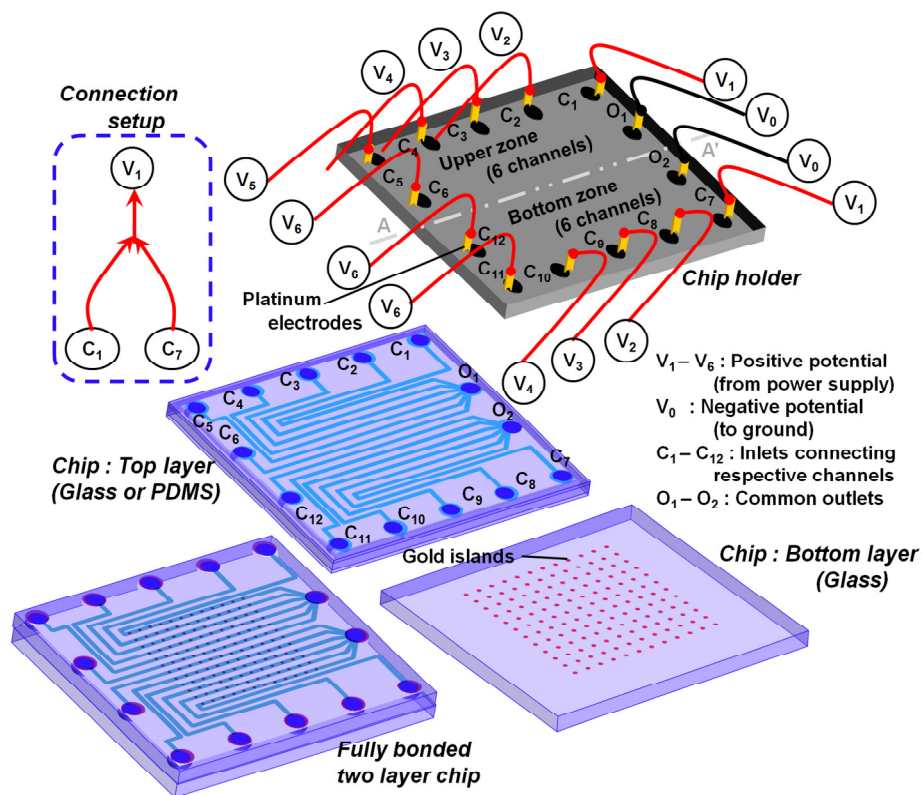 Connection
setup
V1
C1
C7
V5
V4
V3
V2
V1
V0
V0
V1
V6
V6
V6
V4
V3
V2
C1
C2
C3
C4
C5
C6
O1
O2
C7
C8
C9
C10
C11
C12
Upper zone
(6 channels)
A
A'
Bottom zone
(6 channels)
Platinum
electrodes
Chip holder
C1
C2
C3
C4
C5
C6
O1
O2
C7
C8
C9
C10
C11
C12
Chip : Top layer
(Glass or PDMS)
V1 – V6 : Positive potential
(from power supply)
V0 : Negative potential
(to ground)
C1 – C12 : Inlets connecting
respective channels
O1 – O2 : Common outlets
Gold islands
Chip : Bottom layer
(Glass)
Fully bonded
two layer chip